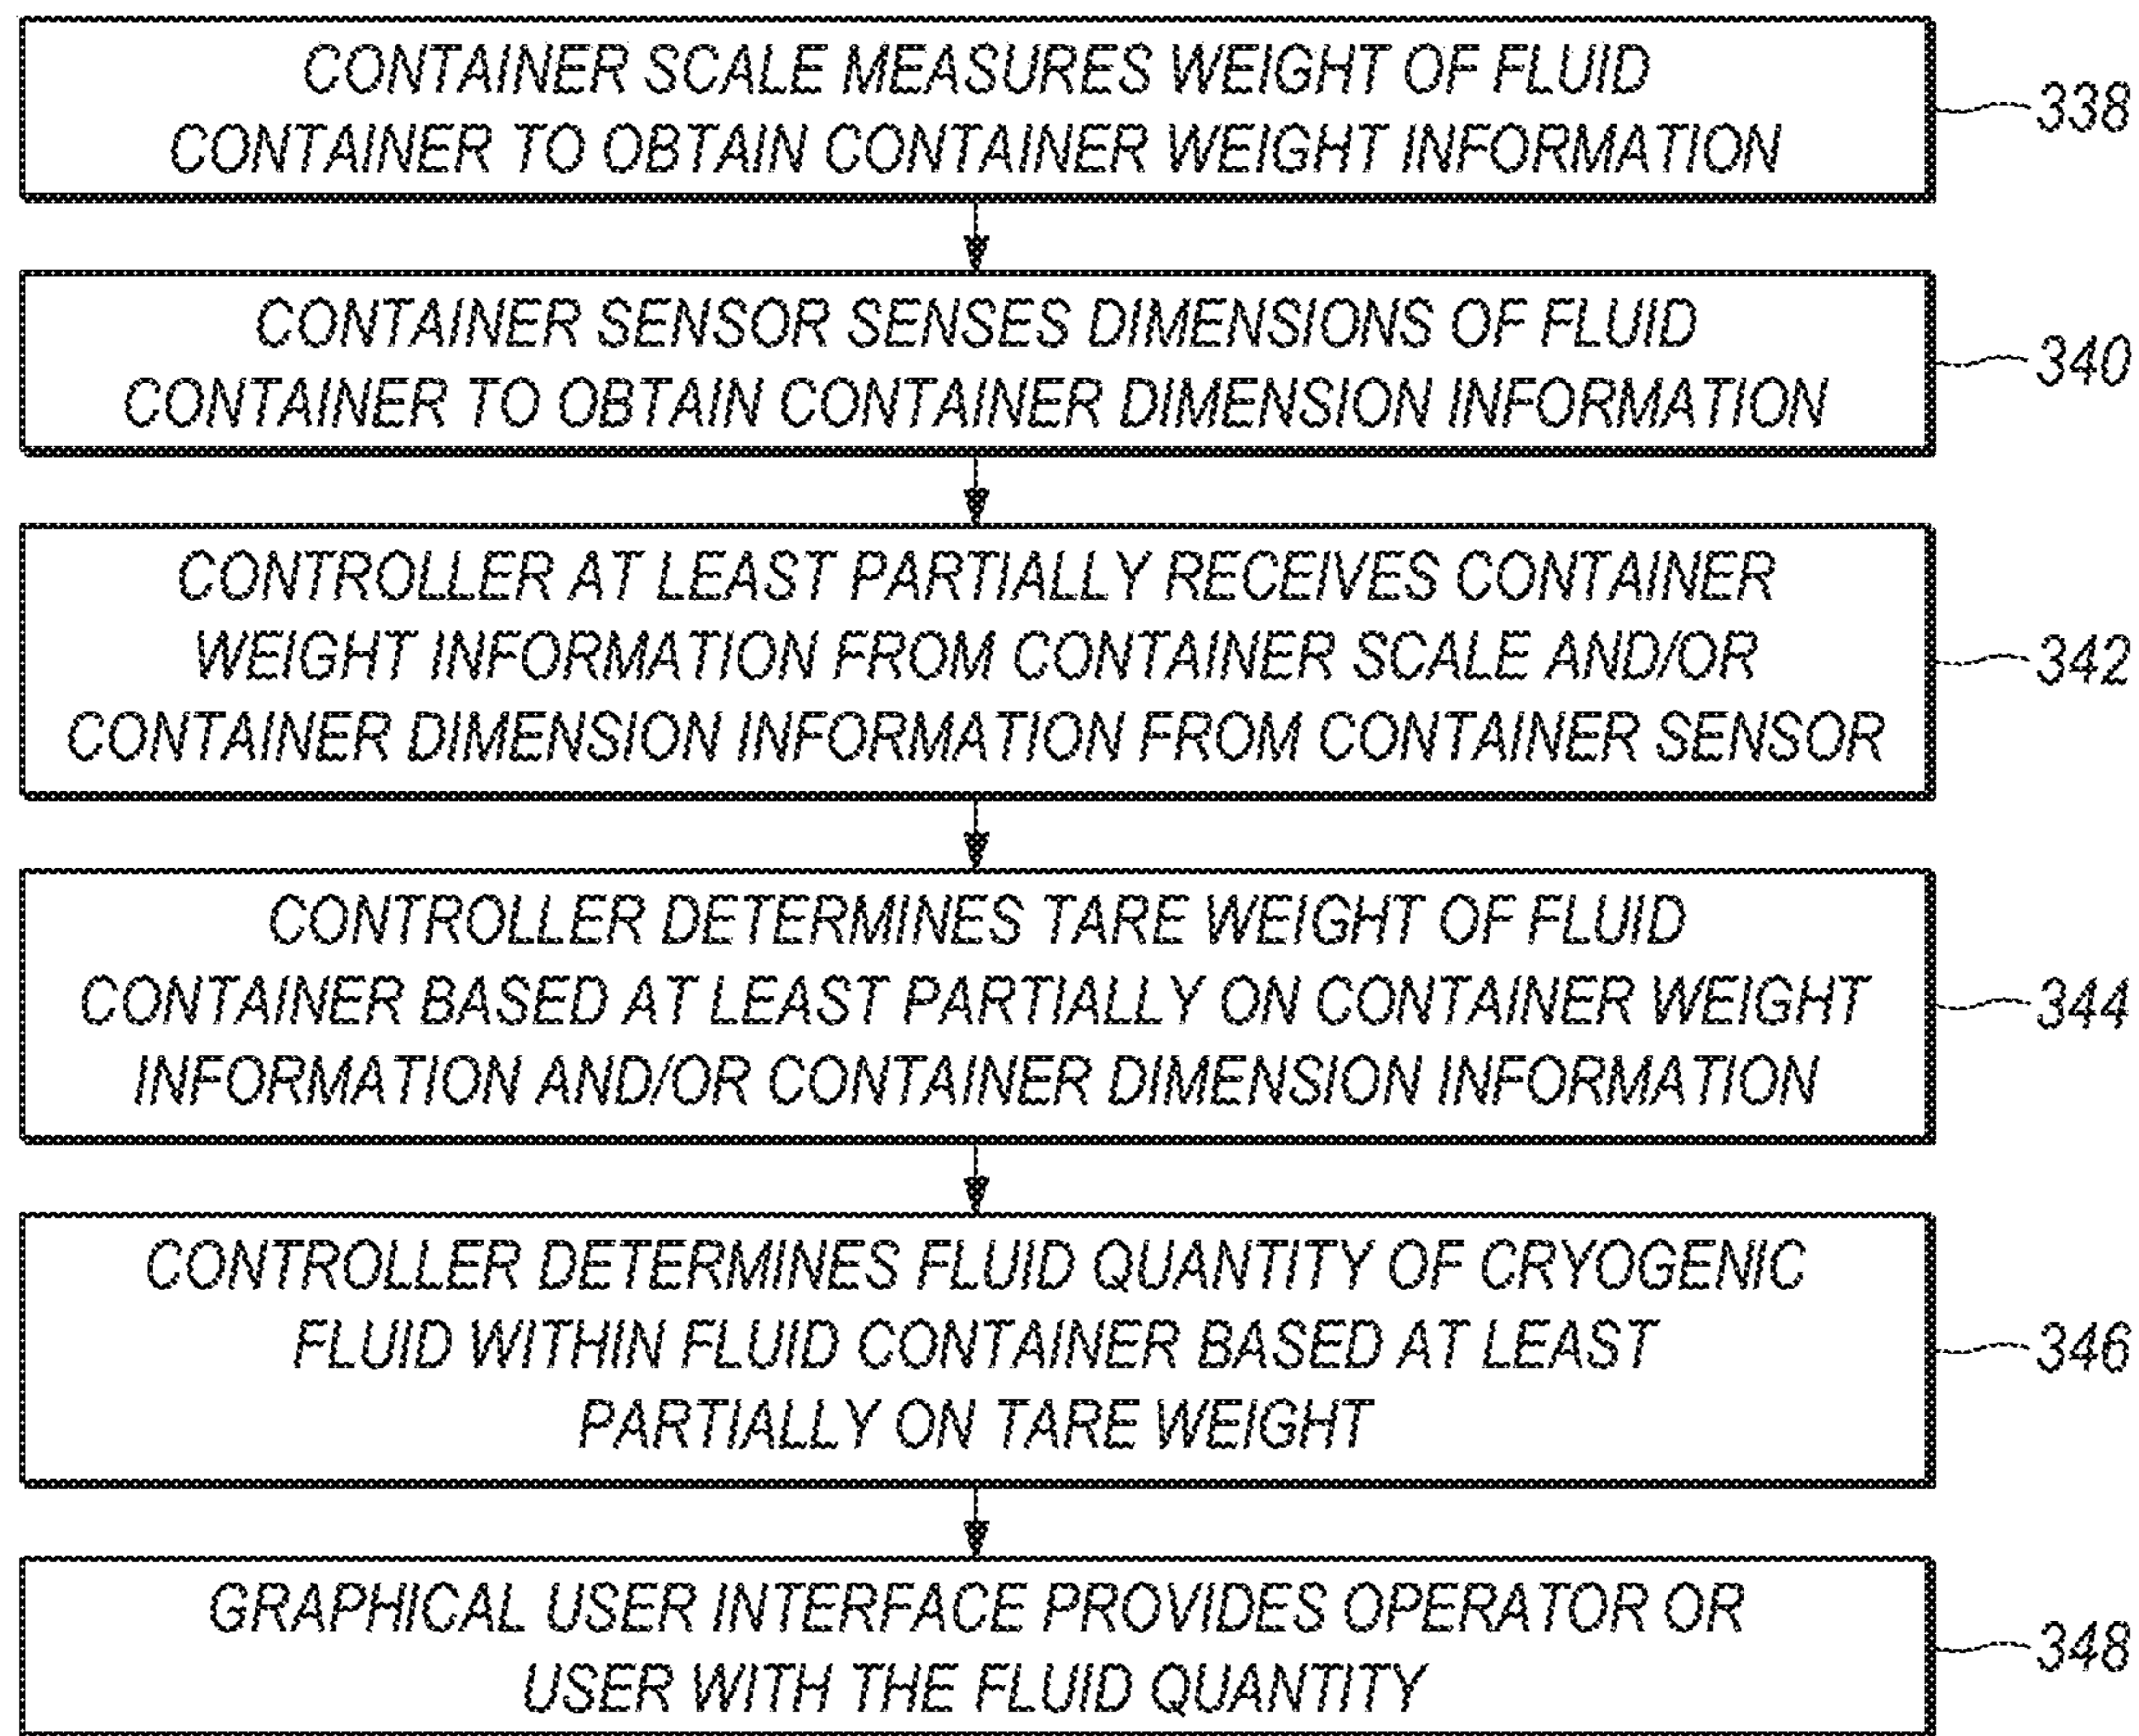 CONTAINER SCALE MEASURES WEIGHT OF FLUID
CONTAINER TO OBTAIN CONTAINER WEIGHT INFORMATION
338
CONTAINER SENSOR SENSES DIMENSIONS OF FLUID
CONTAINER TO OBTAIN CONTAINER DIMENSION INFORMATION
340
CONTROLLER AT LEAST PARTIALLY RECEIVES CONTAINER
WEIGHT INFORMATION FROM CONTAINER SCALE AND/OR
CONTAINER DIMENSION INFORMATION FROM CONTAINER SENSOR
342
CONTROLLER DETERMINES TARE WEIGHT OF FLUID
CONTAINER BASED AT LEAST PARTIALLY ON CONTAINER WEIGHT
INFORMATION AND/OR CONTAINER DIMENSION INFORMATION
344
CONTROLLER DETERMINES FLUID QUANTITY OF CRYOGENIC
FLUID WITHIN FLUID CONTAINER BASED AT LEAST
PARTIALLY ON TARE WEIGHT
346
GRAPHICAL USER INTERFACE PROVIDES OPERATOR OR
USER WITH THE FLUID QUANTITY
348